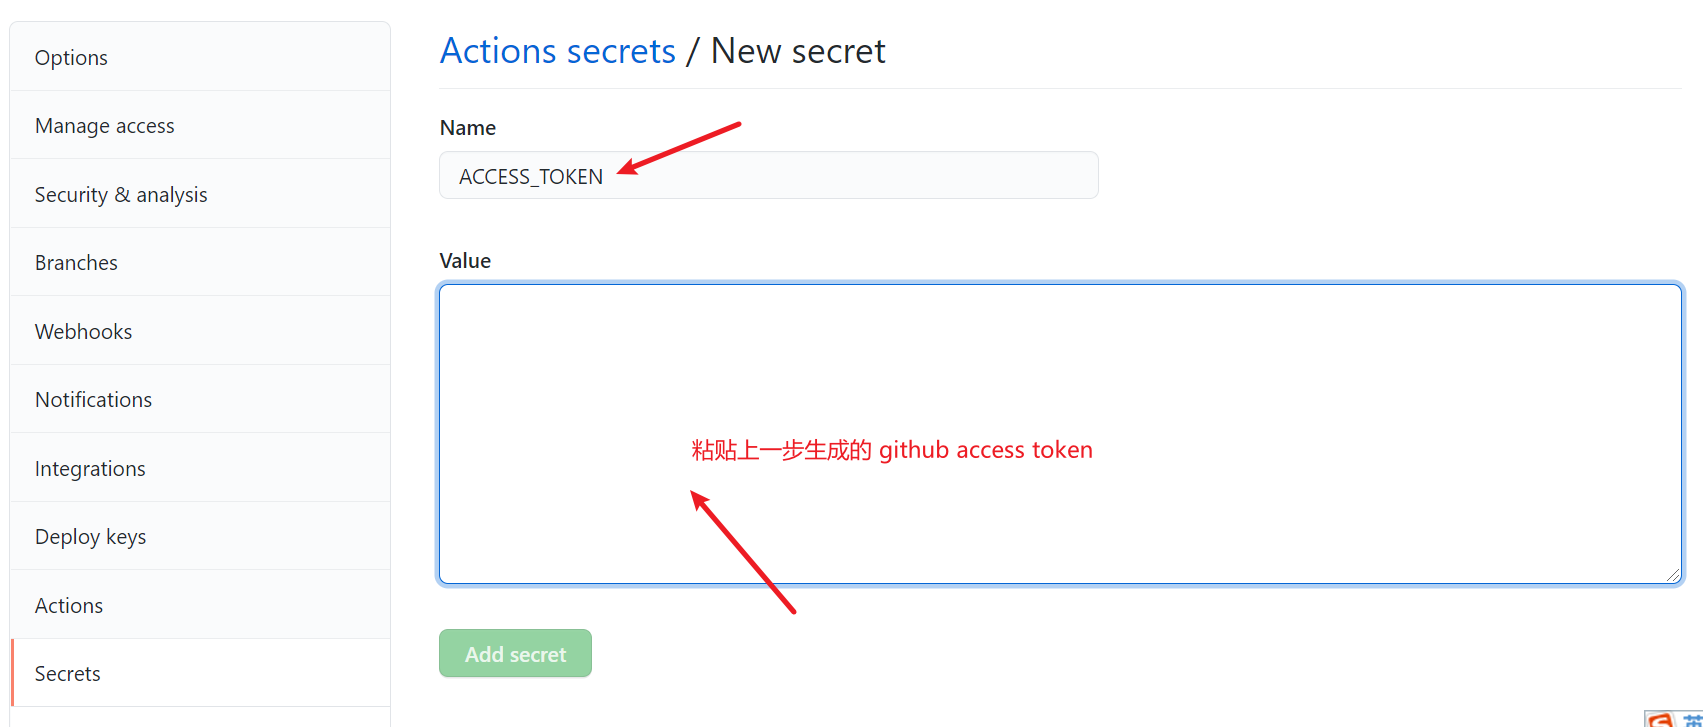 Options
Manage access
Security & analysis
Branches
Webhooks
Notifications
Integrations
Deploy keys
Actions
Secrets
Actions secrets / New secret
Name
ACCESS_TOKEN
Value
粘贴上一步生成的 github access token
Add secret
英